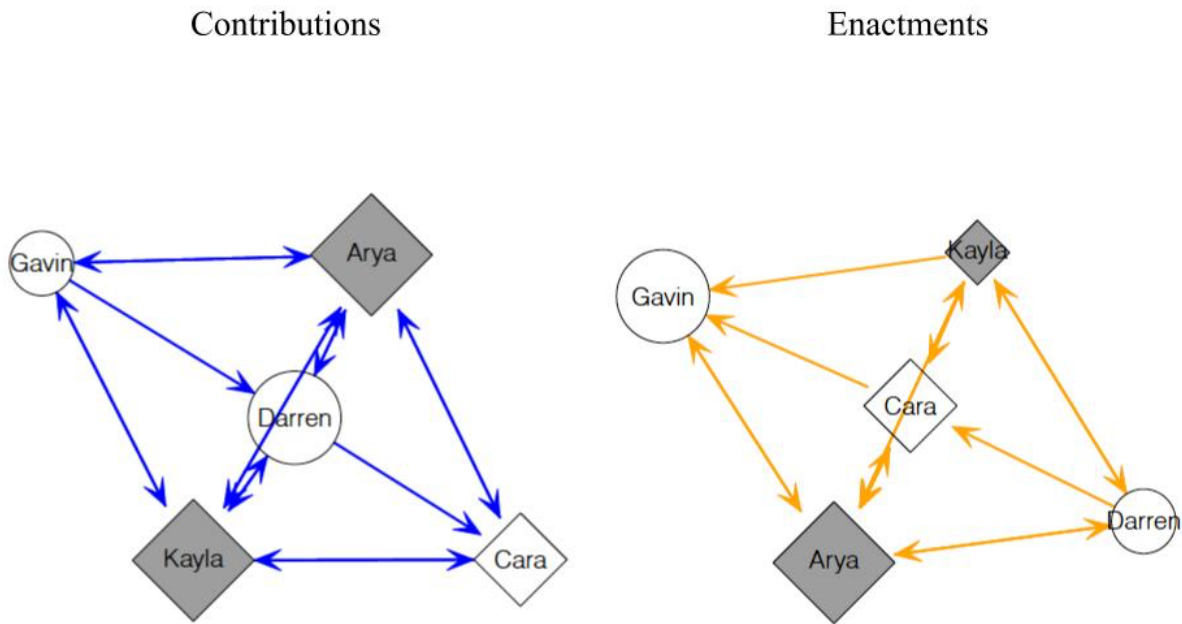 Contributions
Enactments
Gavin
Arya
Darren
Kayla
Cara
Kayla
Gavin
Cara
Arya
Darren